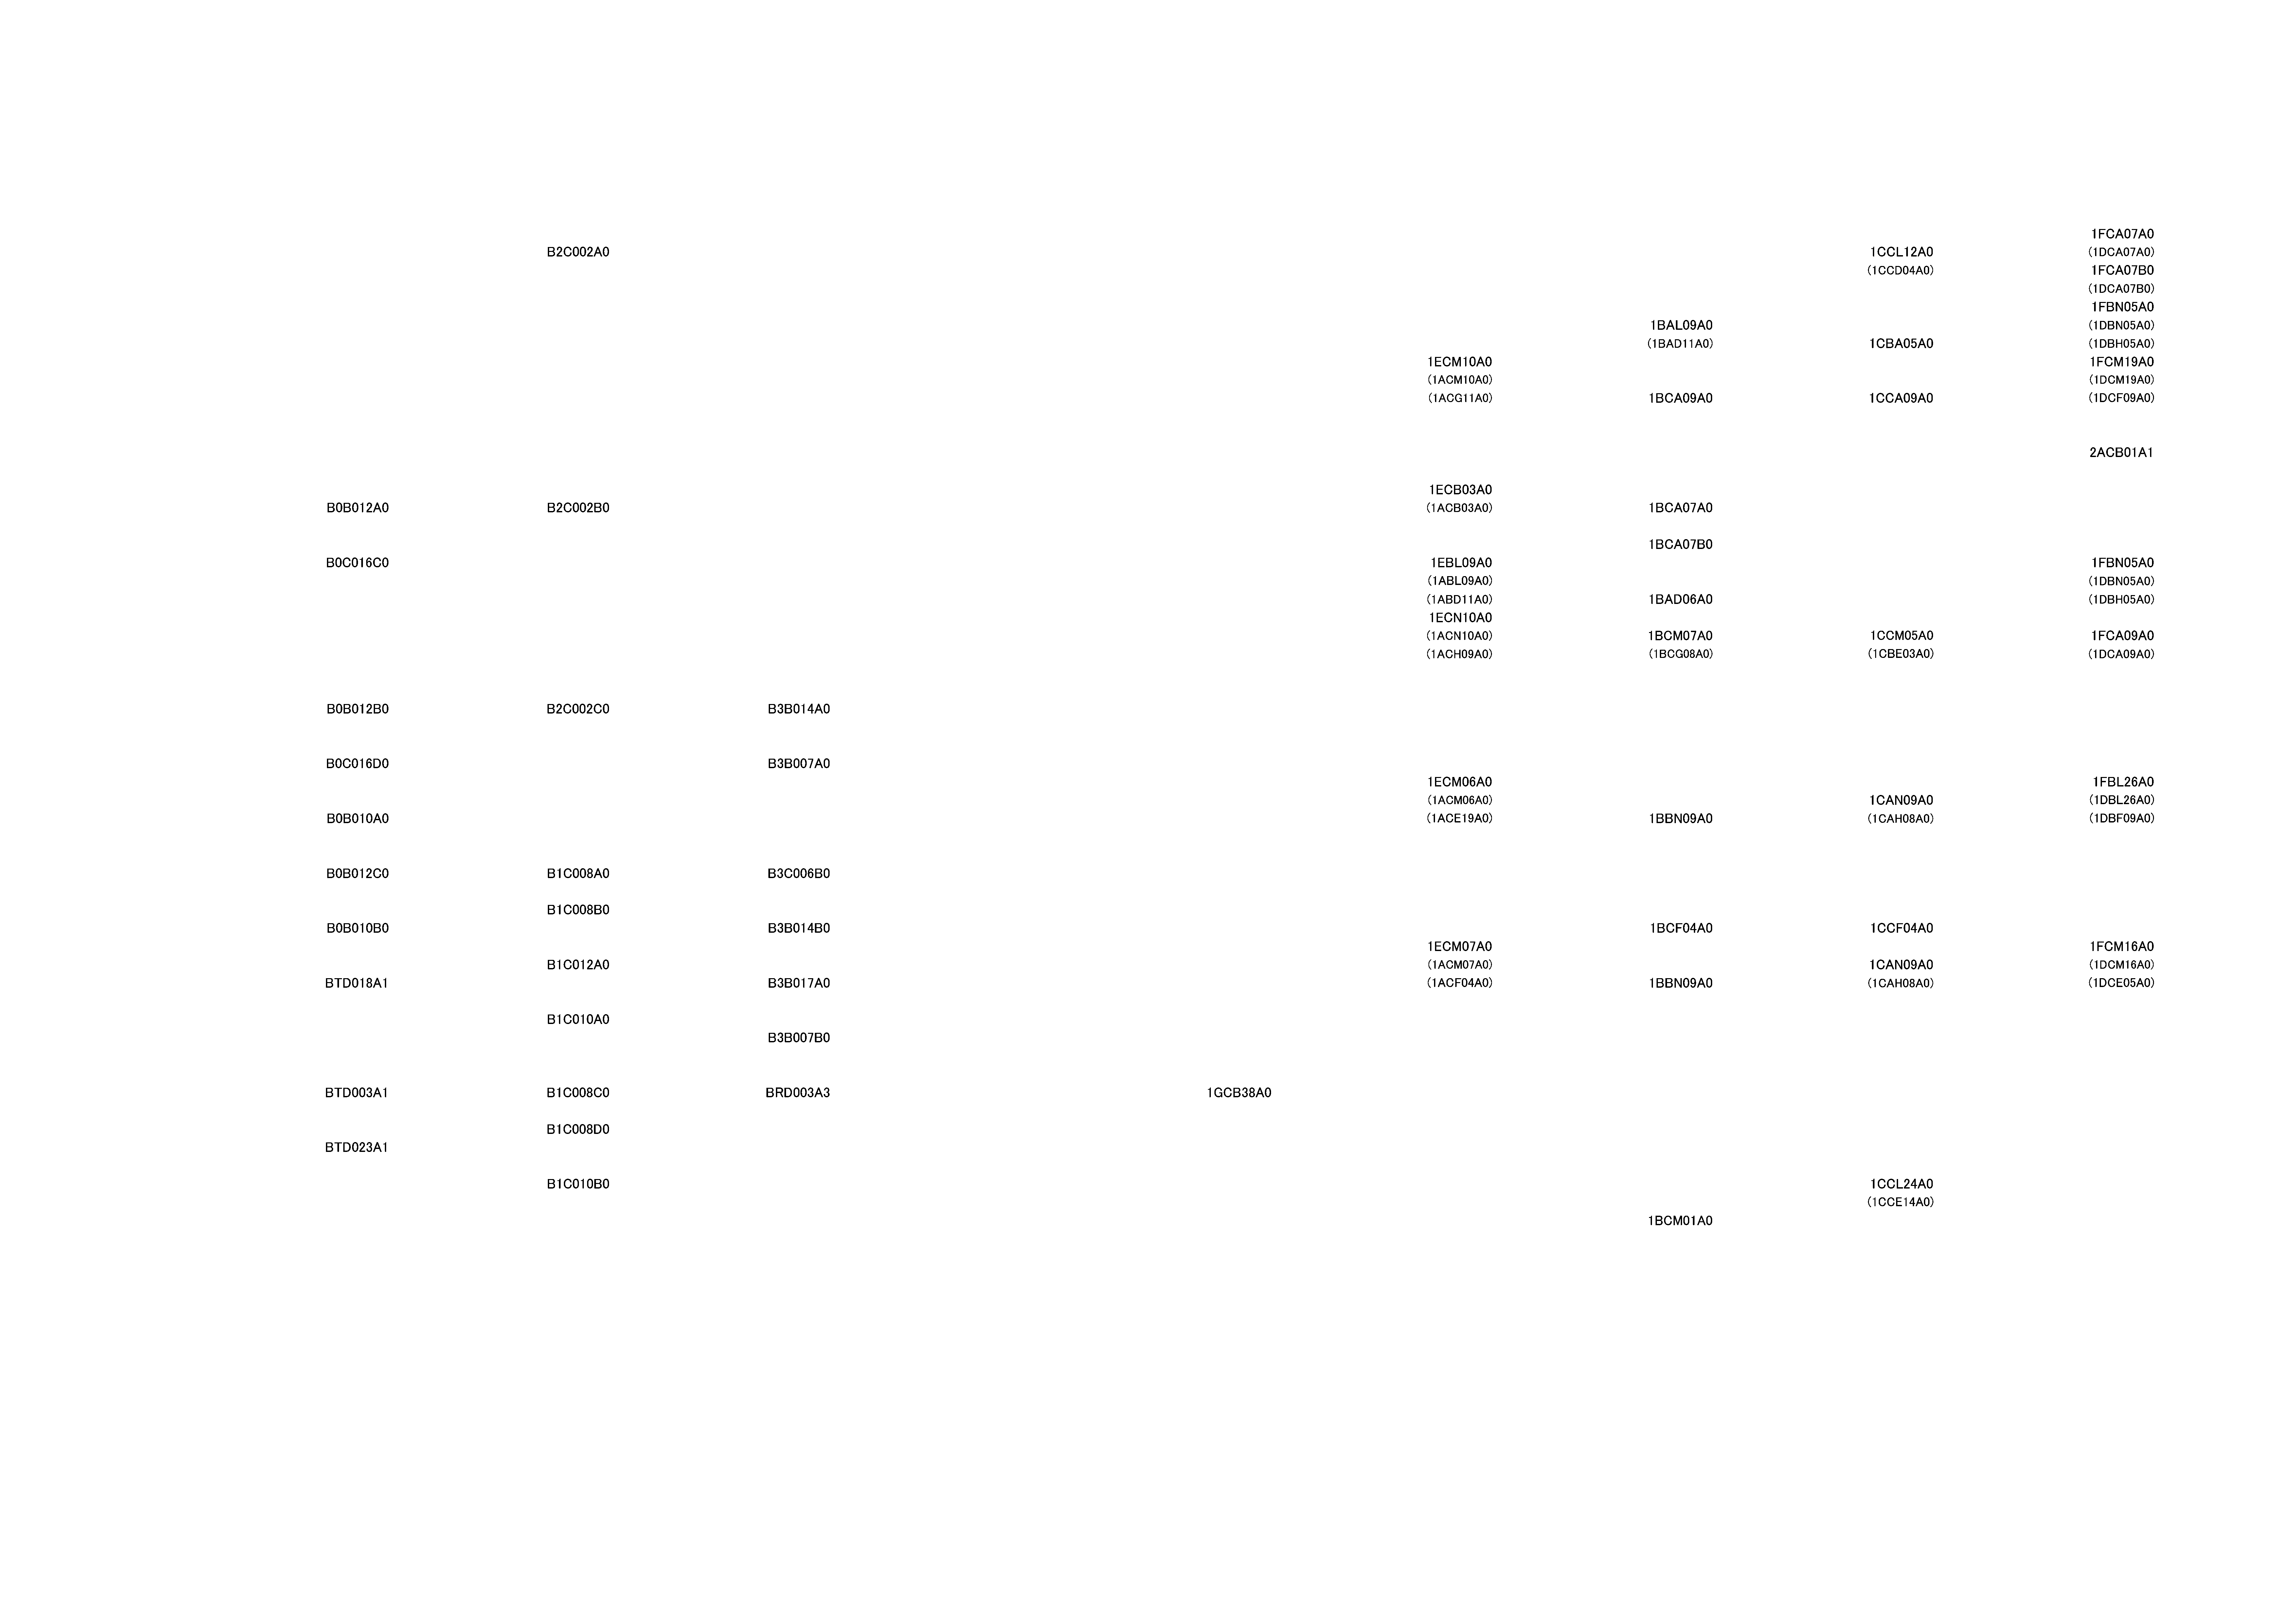 1FCA07A0
B2C002A0 1CCL12A0 (1DCA07A0)
(1CCD04A0) 1FCA07B0
(1DCA07B0)
1FBN05A0
1BAL09A0 (1DBN05A0)
(1BAD11A0) 1CBA05A0 (1DBH05A0)
1ECM10A0 1FCM19A0
(1ACM10A0) (1DCM19A0)
(1ACG11A0) 1BCA09A0 1CCA09A0 (1DCF09A0)
2ACB01A1
1ECB03A0
B0B012A0 B2C002B0 (1ACB03A0) 1BCA07A0
1BCA07B0
B0C016C0 1EBL09A0 1FBN05A0
(1ABL09A0) (1DBN05A0)
(1ABD11A0) 1BAD06A0 (1DBH05A0)
1ECN10A0
(1ACN10A0) 1BCM07A0 1CCM05A0 1FCA09A0
(1ACH09A0) (1BCG08A0) (1CBE03A0) (1DCA09A0)
B0B012B0 B2C002C0 B3B014A0
B0C016D0 B3B007A0
1ECM06A0 1FBL26A0
(1ACM06A0) 1CAN09A0 (1DBL26A0)
B0B010A0 (1ACE19A0) 1BBN09A0 (1CAH08A0) (1DBF09A0)
B0B012C0 B1C008A0 B3C006B0
B1C008B0
B0B010B0 B3B014B0 1BCF04A0 1CCF04A0
1ECM07A0 1FCM16A0
B1C012A0 (1ACM07A0) 1CAN09A0 (1DCM16A0)
BTD018A1 B3B017A0 (1ACF04A0) 1BBN09A0 (1CAH08A0) (1DCE05A0)
B1C010A0
B3B007B0
BTD003A1 B1C008C0 BRD003A3 1GCB38A0
B1C008D0
BTD023A1
B1C010B0 1CCL24A0
(1CCE14A0)
1BCM01A0